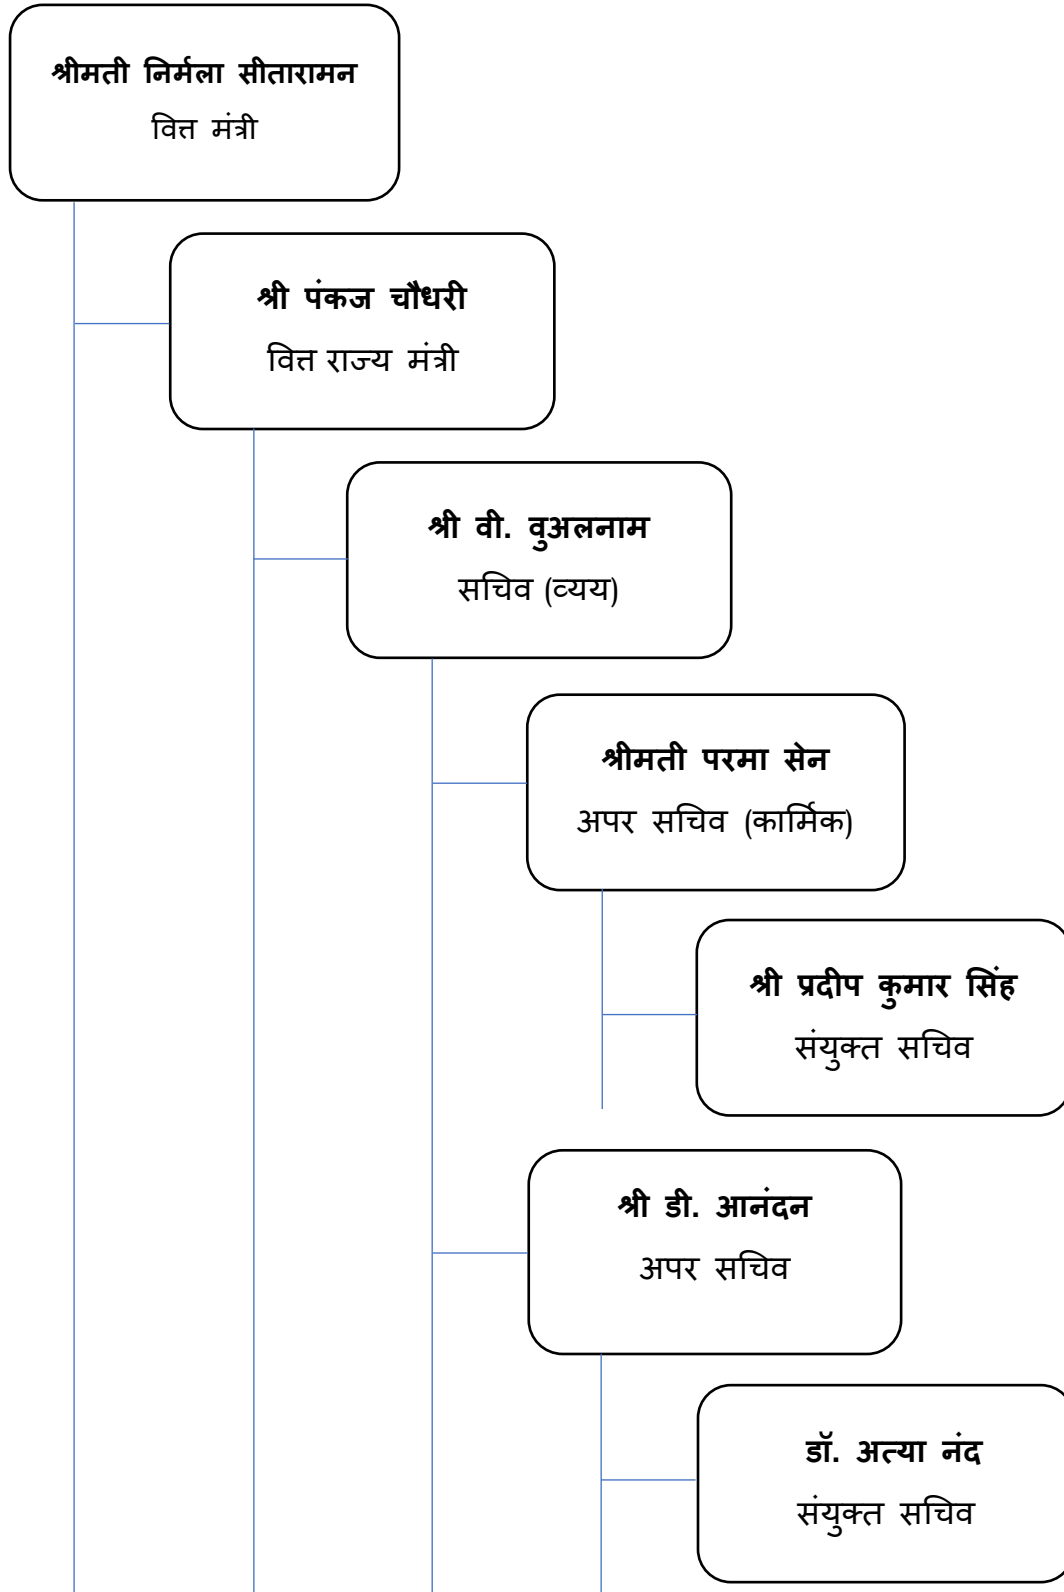 श्रीमती निर्मला सीतारामन
वित्त मंत्री
श्री पंकज चौधरी
वित्त राज्य मंत्री
श्री वी. वुअलनाम
सचिव (व्यय)
श्रीमती परमा सेन
अपर सचिव (कार्मिक)
श्री प्रदीप कुमार सिंह
संयुक्त सचिव
श्री डी. आनंदन
अपर सचिव
डॉ. अत्या नंद
संयुक्त सचिव